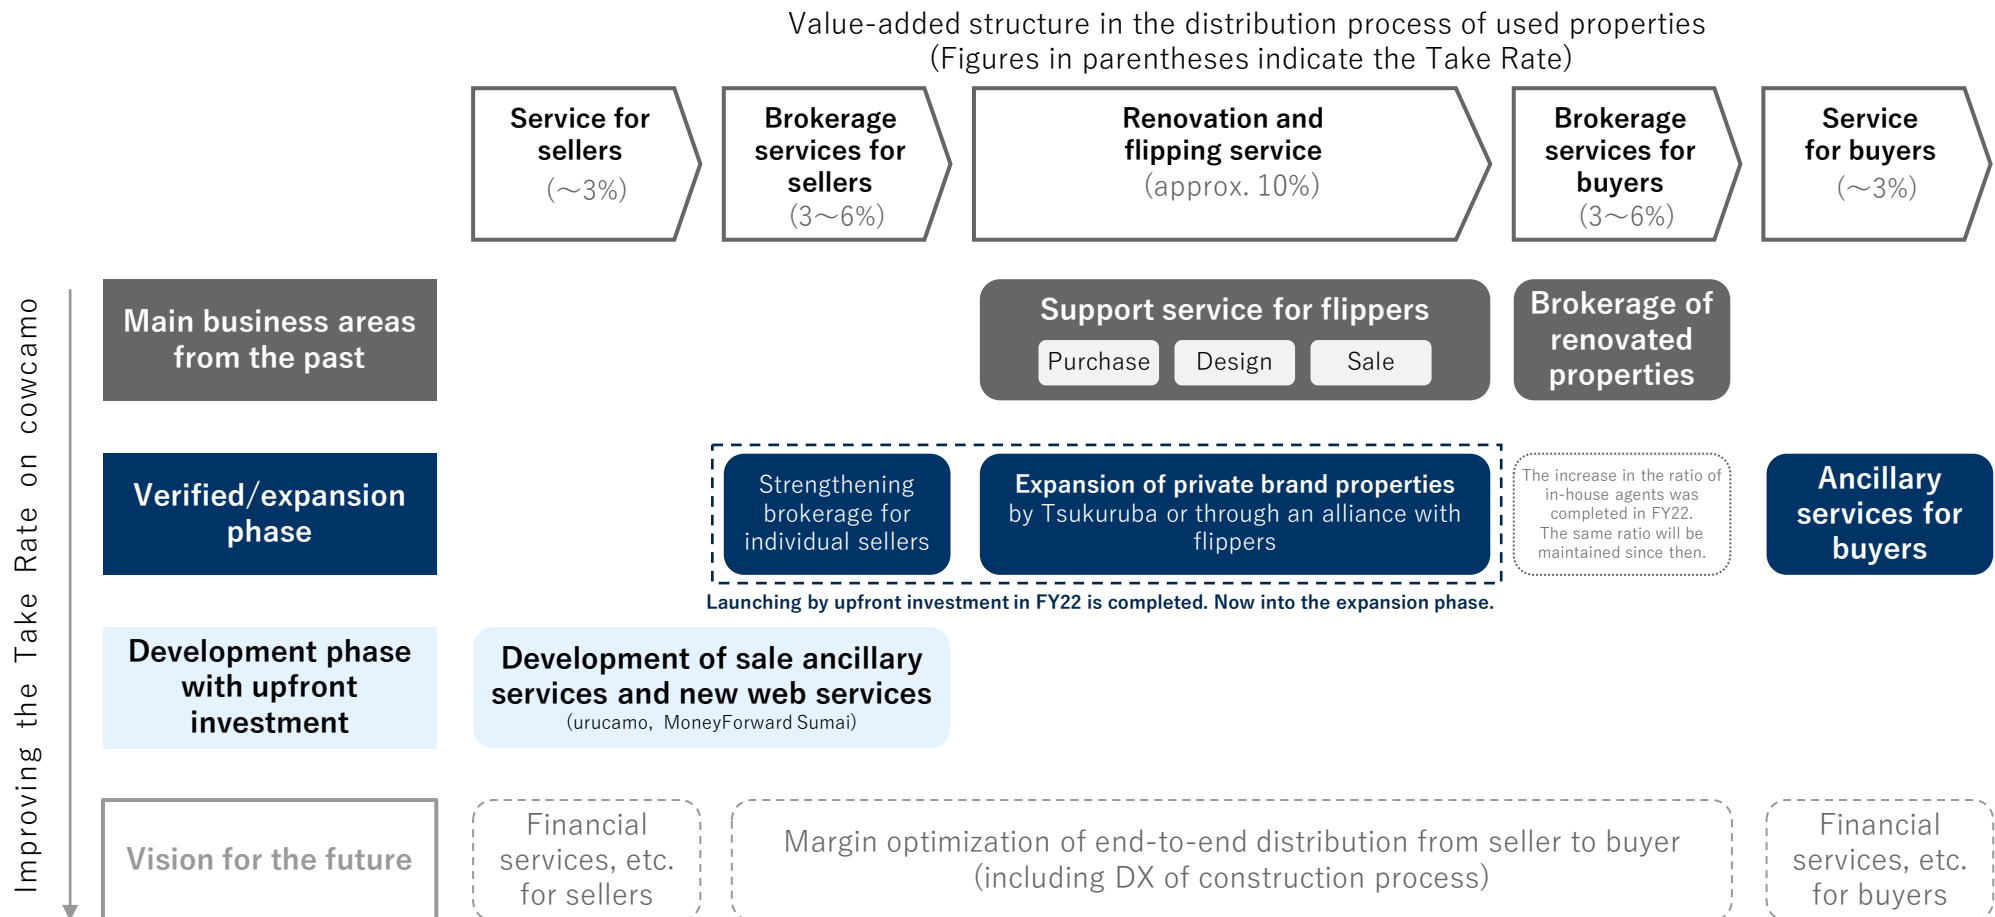 Value-added structure in the distribution process of used properties
(Figures in parentheses indicate the Take Rate)
Service for
sellers
(～3%)
Brokerage
services for
sellers
(3～6%)
Renovation and
flipping service
(approx. 10%)
Brokerage
services for
buyers
(3～6%)
Service
for buyers
(～3%)
Improving the Take Rate on cowcamo
Main business areas
from the past
Support service for flippers
Purchase
Design
Sale
Brokerage of
renovated
properties
Verified/expansion
phase
Strengthening
brokerage for
individual sellers
Expansion of private brand properties
by Tsukuruba or through an alliance with
flippers
The increase in the ratio of
in-house agents was
completed in FY22.
The same ratio will be
maintained since then.
Ancillary
services for
buyers
Launching by upfront investment in FY22 is completed. Now into the expansion phase.
Development phase
with upfront
investment
Development of sale ancillary
services and new web services
(urucamo, MoneyForward Sumai)
Vision for the future
Financial
services, etc.
for sellers
Margin optimization of end-to-end distribution from seller to buyer
(including DX of construction process)
Financial
services, etc.
for buyers